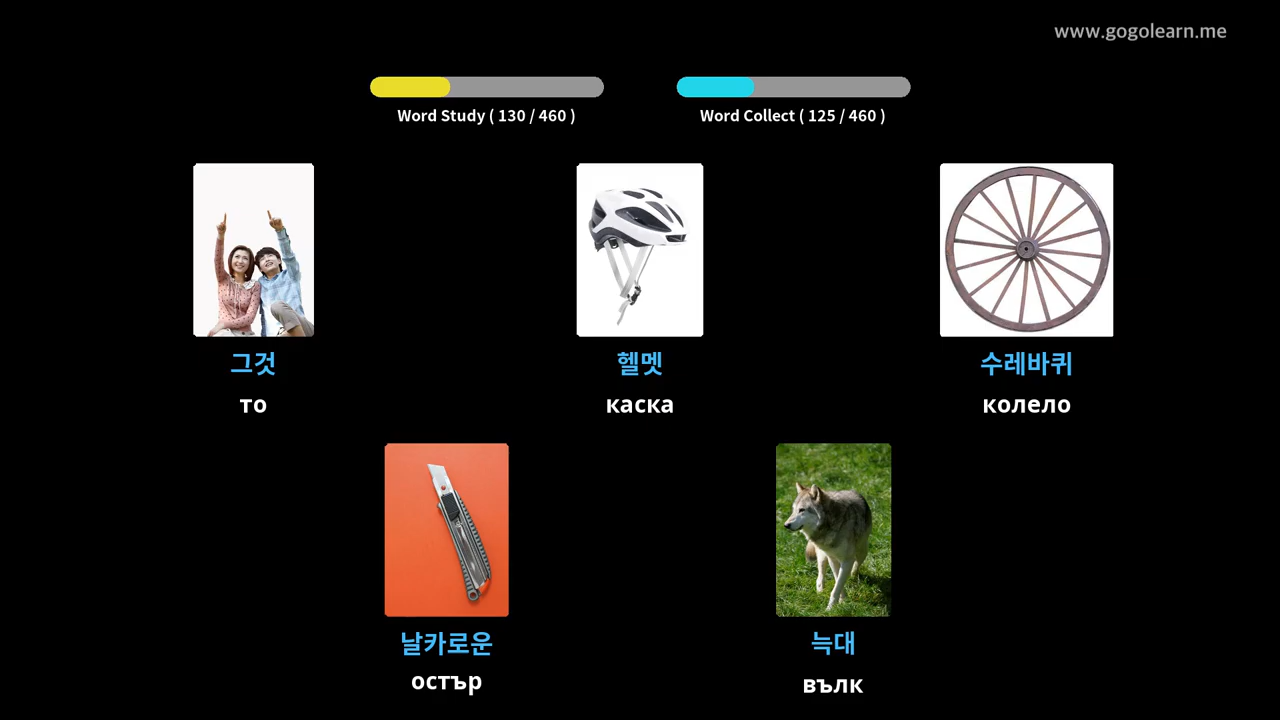 www.gogolearn.me
Word Study ( 130 / 460 )
Word Collect ( 125 / 460 )
그것
то
헬멧
каска
수레바퀴
колело
날카로운
остър
늑대
вълк